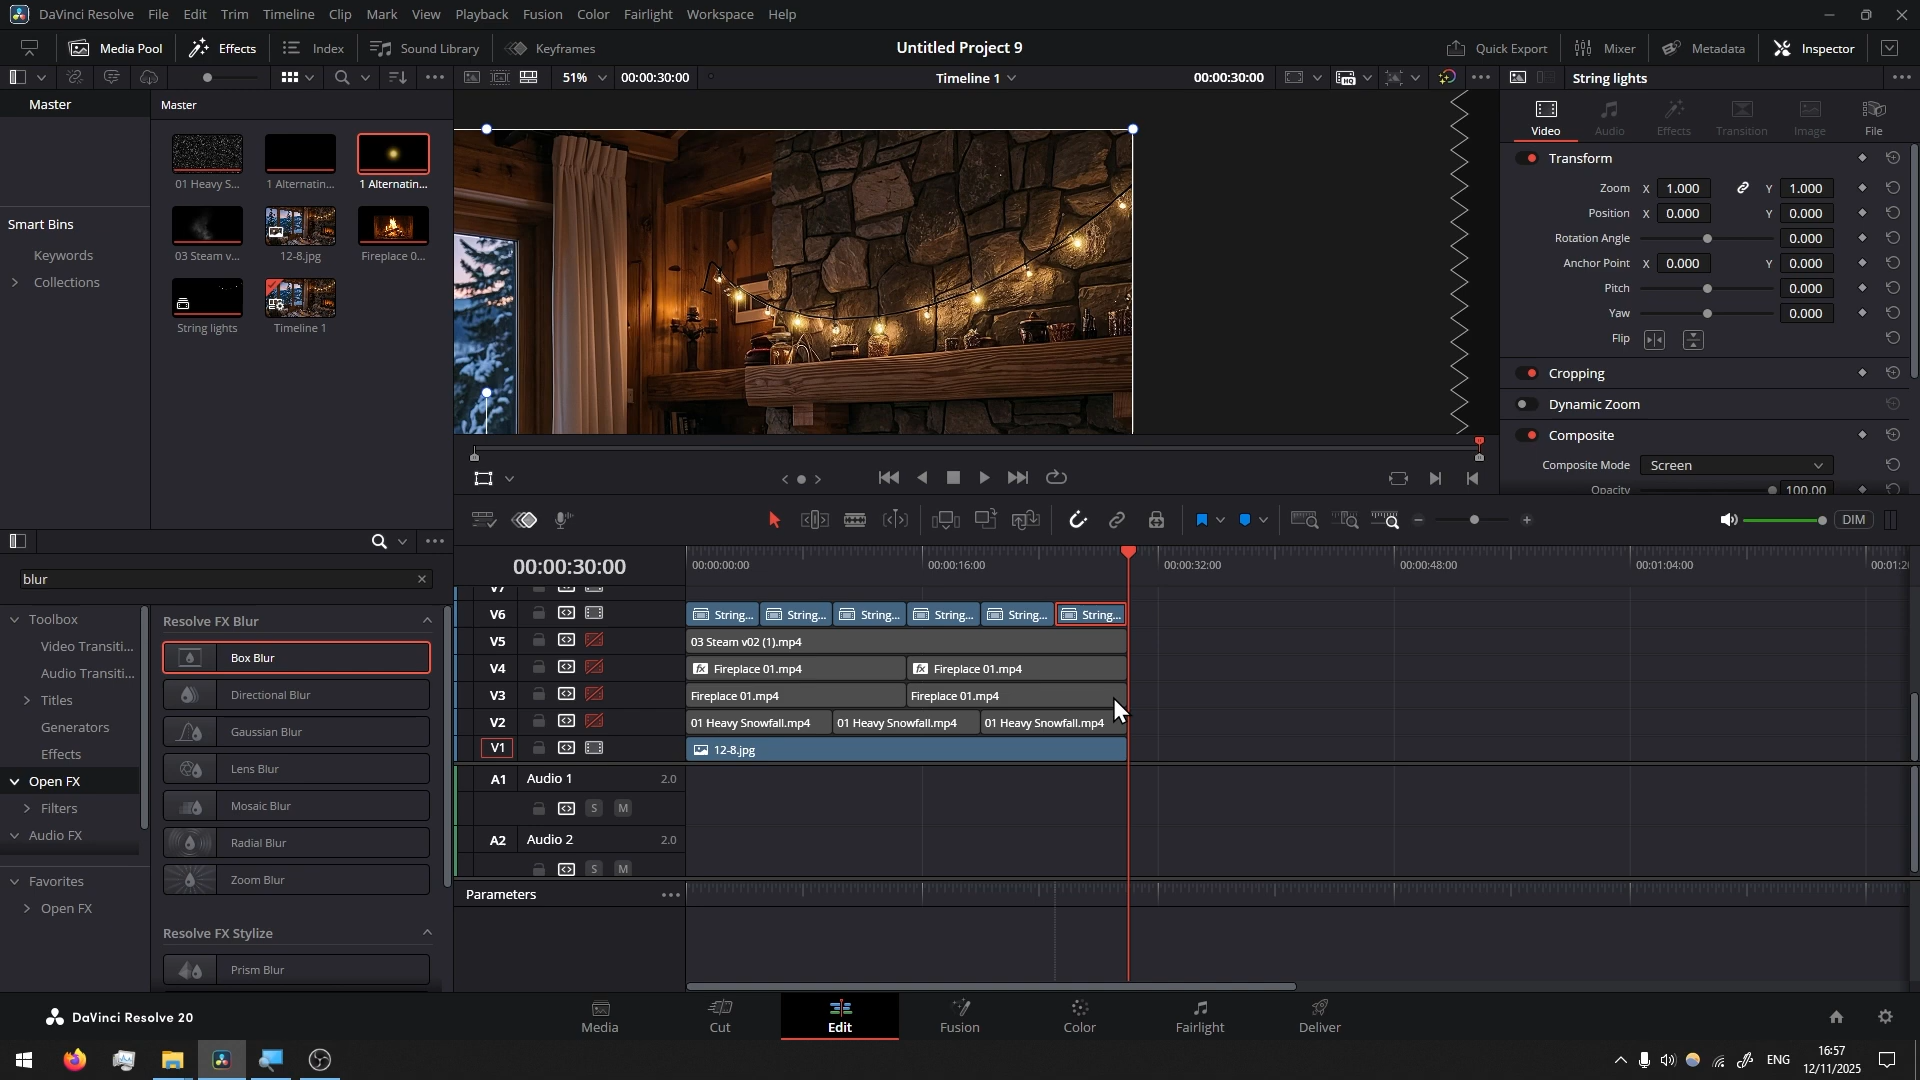 DaVinci Resolve File Edit Trim Timeline Clip Mark View Playback Fusion Color Fairlight Workspace Help
Media Pool Effects Index Sound Library Keyframes Untitled Project 9 Quick Export Mixer Metadata Inspector
51% 00:00:30:00 Timeline 1 00:00:30:00 String lights
Master Master
01 Heavy S... 1 Alternatin... 1 Alternatin...
03 Steam v... 12-8.jpg Fireplace 0...
String lights Timeline 1
Smart Bins
Keywords
Collections
Video Audio Effects Transition Image File
Transform
Zoom X 1.000 Y 1.000
Position X 0.000 Y 0.000
Rotation Angle 0.000
Anchor Point X 0.000 Y 0.000
Pitch 0.000
Yaw 0.000
Flip
Cropping
Dynamic Zoom
Composite
Composite Mode Screen
Opacity 100.00
DIM
blur
Toolbox
Video Transiti...
Audio Transiti...
Titles
Generators
Effects
Open FX
Filters
Audio FX
Favorites
Open FX
Resolve FX Blur
Box Blur
Directional Blur
Gaussian Blur
Lens Blur
Mosaic Blur
Radial Blur
Zoom Blur
Resolve FX Stylize
Prism Blur
00:00:30:00 00:00:00:00 00:00:16:00 00:00:32:00 00:00:48:00 00:01:04:00 00:01:2
V7
V6 String... String... String... String... String... String...
V5 03 Steam v02 (1).mp4
V4 fx Fireplace 01.mp4 fx Fireplace 01.mp4
V3 Fireplace 01.mp4 Fireplace 01.mp4
V2 01 Heavy Snowfall.mp4 01 Heavy Snowfall.mp4 01 Heavy Snowfall.mp4
V1 12-8.jpg
A1 Audio 1 2.0
S M
A2 Audio 2 2.0
S M
Parameters
DaVinci Resolve 20 Media Cut Edit Fusion Color Fairlight Deliver
ENG 16:57
12/11/2025